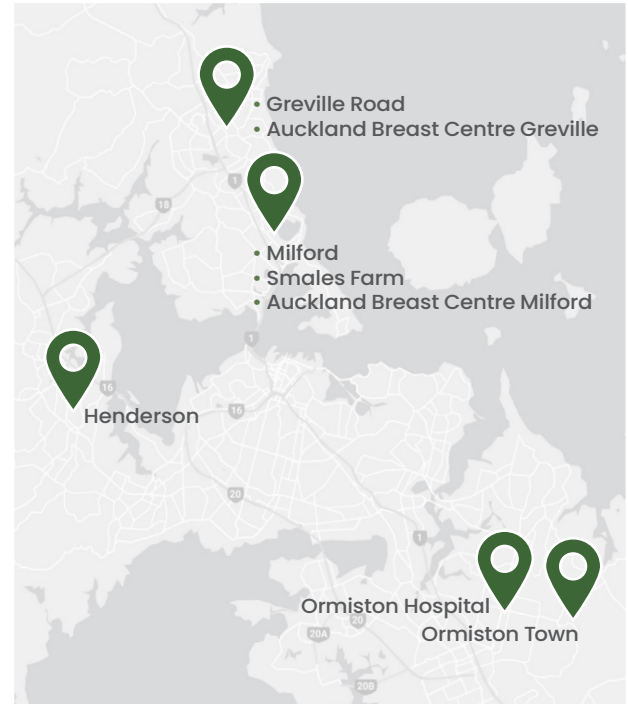 • Greville Road
• Auckland Breast Centre Greville
1
18
• Milford
• Smales Farm
• Auckland Breast Centre Milford
1
16
Henderson
16
20
1
Ormiston Hospital
20
Ormiston Town
20A
20B